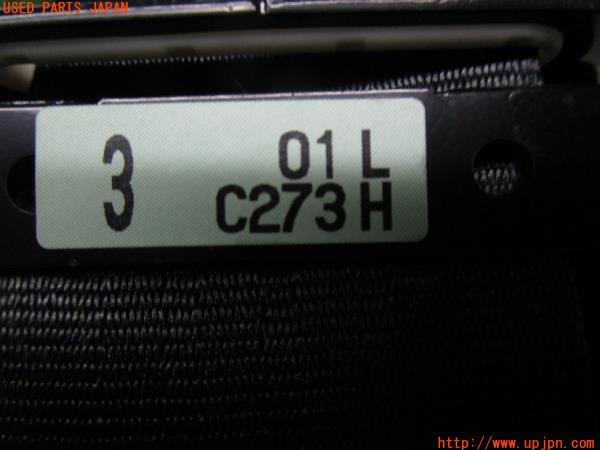 USED PARTS JAPAN
3 01 L
C273 H
http://www.upjpn.com